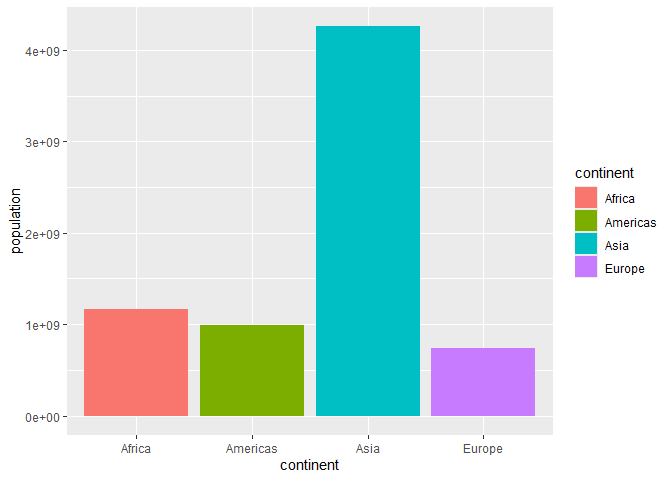 population
4e+09
3e+09
2e+09
1e+09
0e+00
Africa
Americas
Asia
Europe
continent
continent
Africa
Americas
Asia
Europe